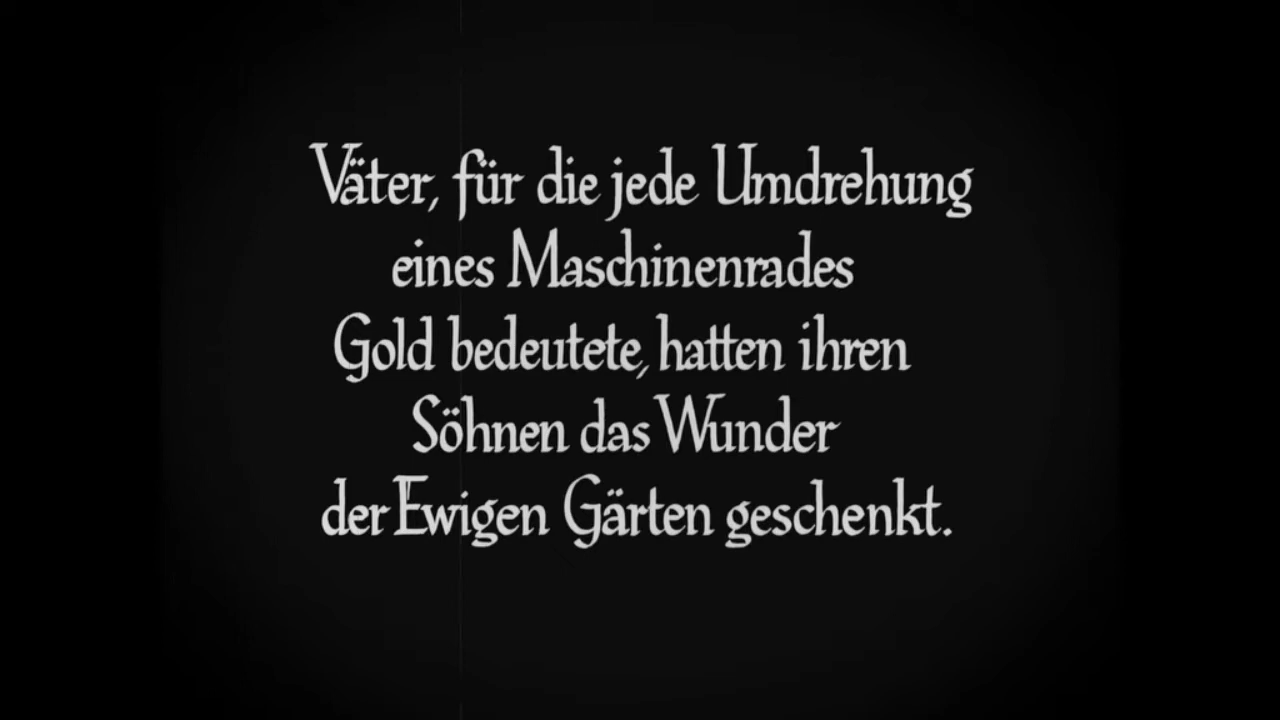 Väter, für die jede Umdrehung
eines Maschinenrades
Gold bedeutete, hatten ihren
Söhnen das Wunder
der Ewigen Gärten geschenkt.